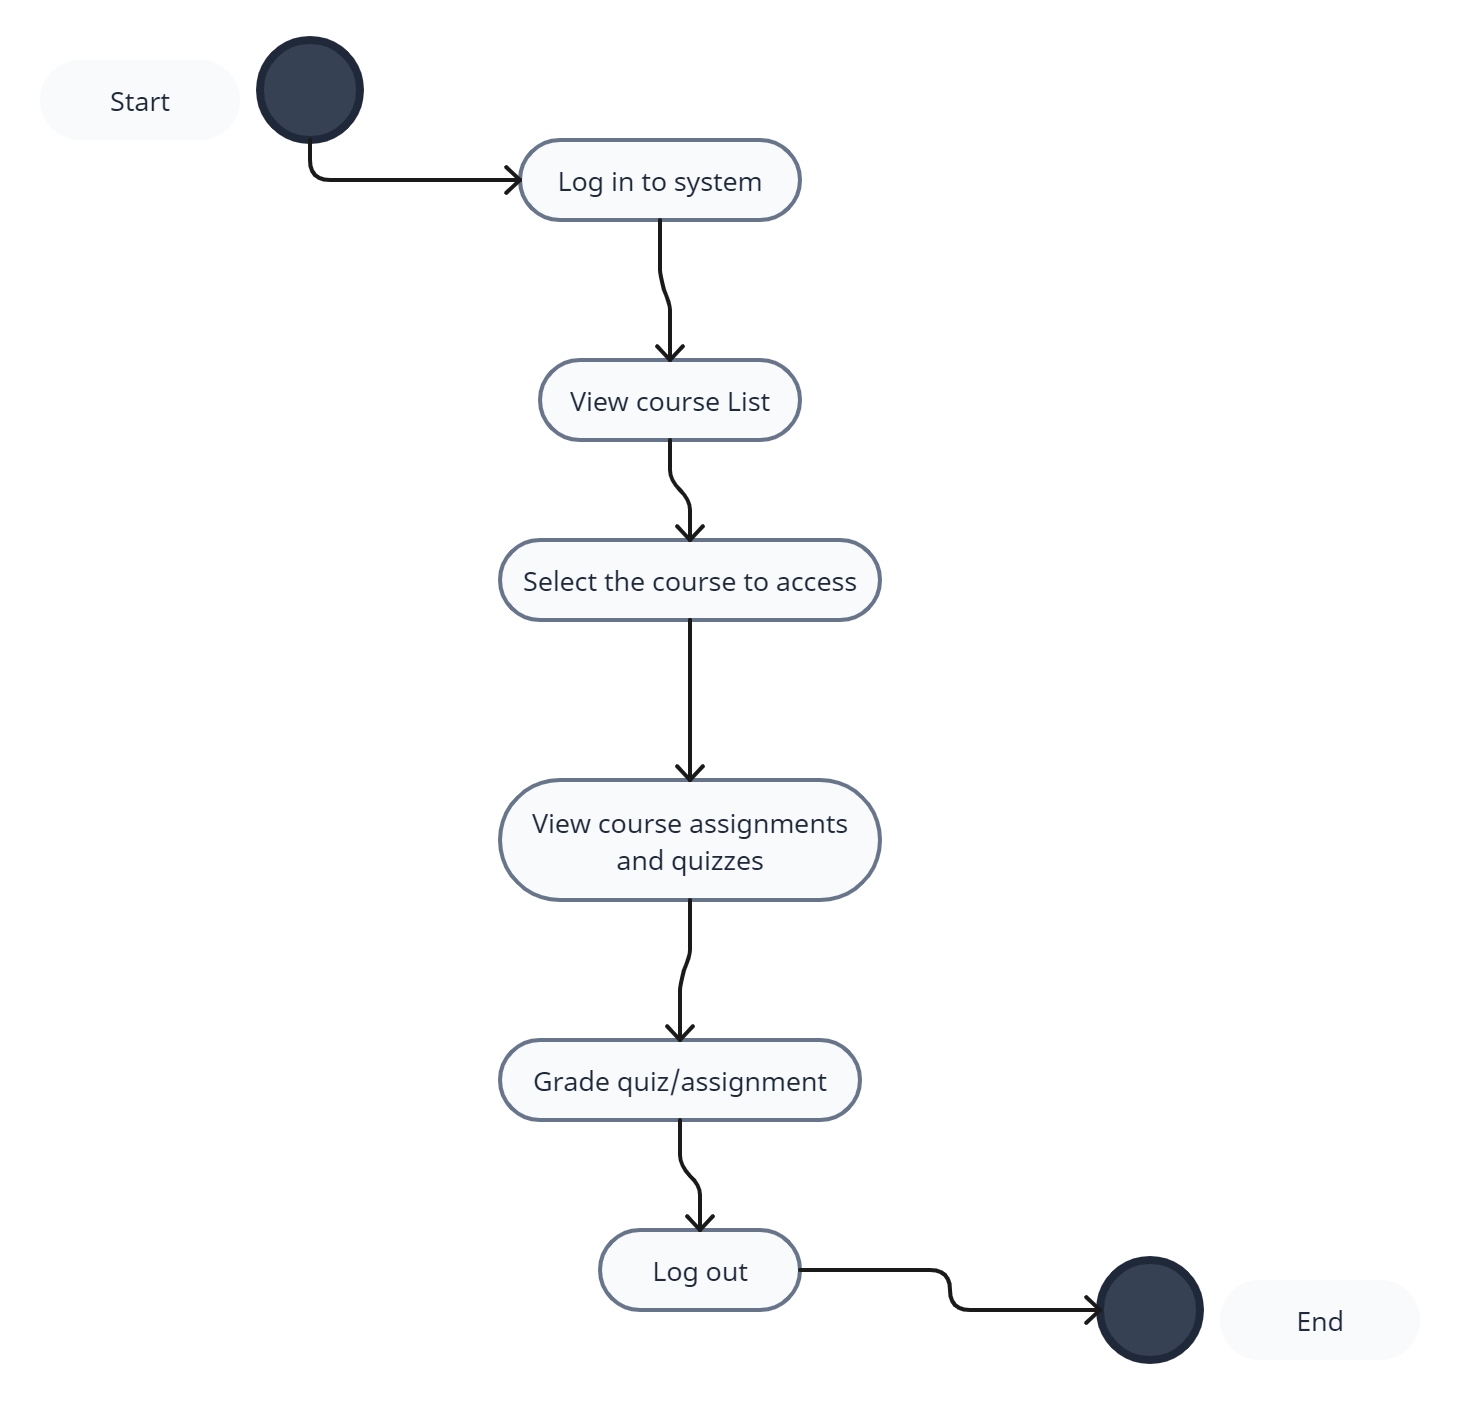 Start
Log in to system
View course List
Select the course to access
View course assignments
and quizzes
Grade quiz/assignment
Log out
End